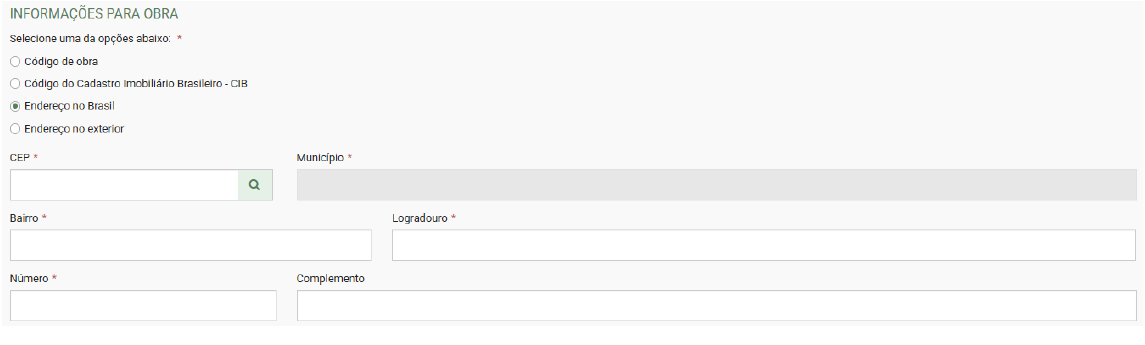 INFORMAÇÕES PARA OBRA
Selecione uma da opções abaixo: *
Código de obra
Código do Cadastro Imobiliário Brasileiro - CIB
Endereço no Brasil
Endereço no exterior
CEP * Município *
Bairro * Logradouro *
Número * Complemento